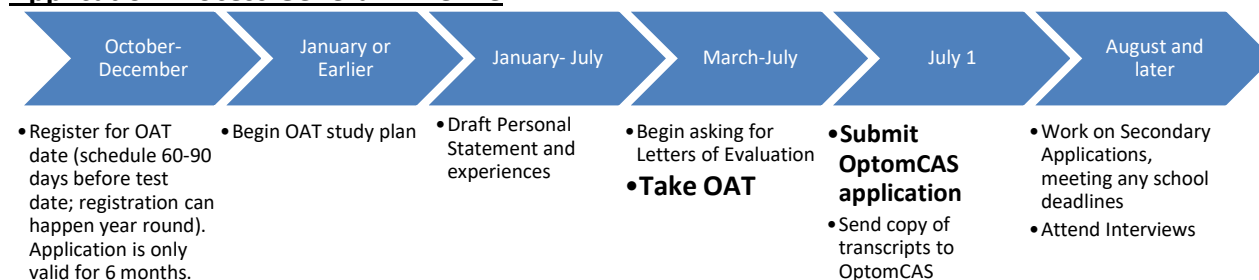 October-
December
January or
Earlier
January- July
March-July
July 1
August and
later
•Register for OAT
date (schedule 60-90
days before test
date; registration can
happen year round).
Application is only
valid for 6 months.
•Begin OAT study plan
•Draft Personal
Statement and
experiences
•Begin asking for
Letters of Evaluation
•Take OAT
•Submit
OptomCAS
application
•Send copy of
transcripts to
OptomCAS
•Work on Secondary
Applications,
meeting any school
deadlines
•Attend Interviews